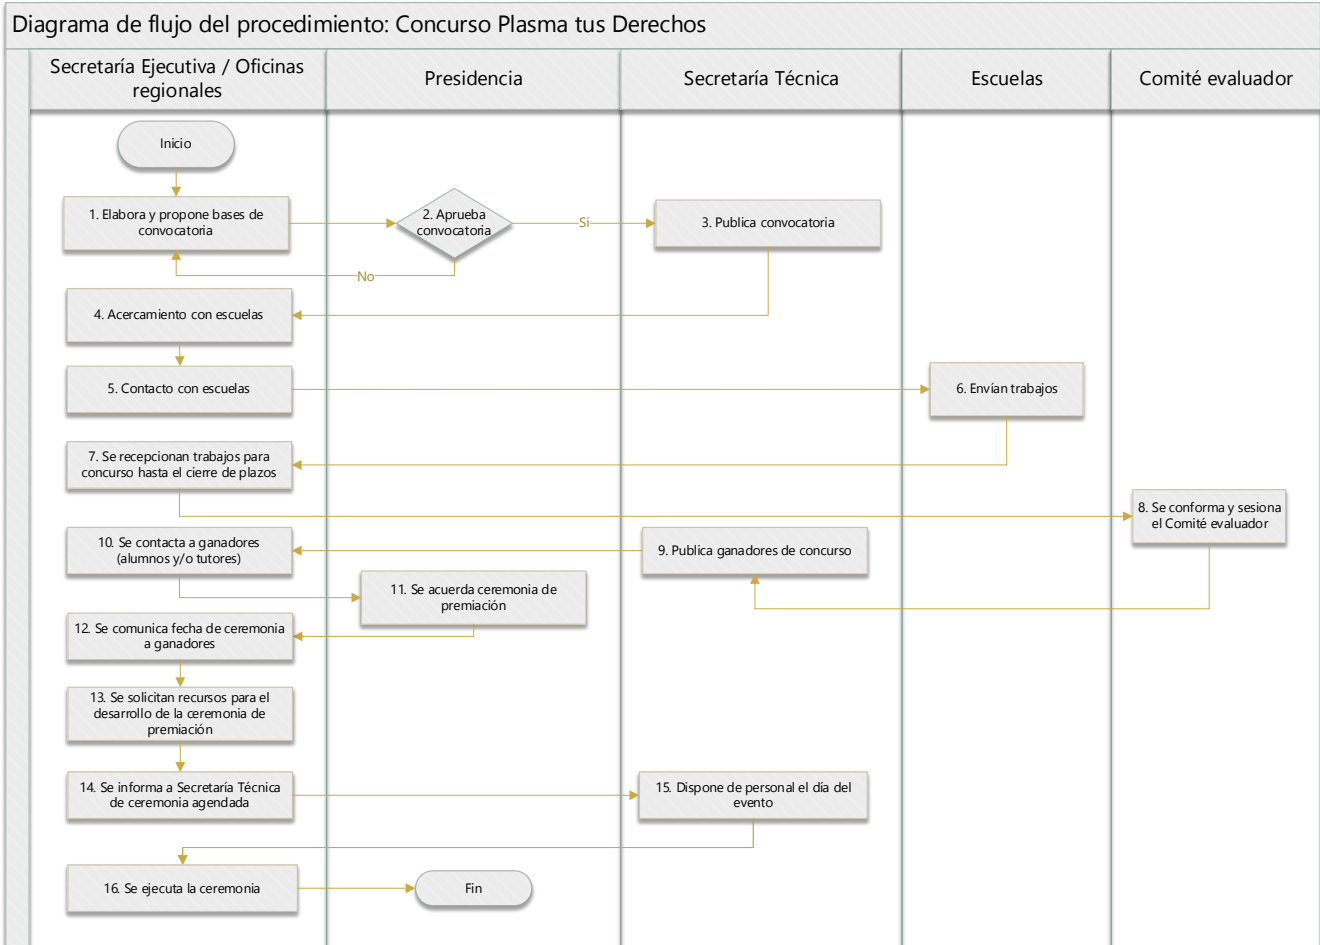 Diagrama de flujo del procedimiento: Concurso Plasma tus Derechos
Secretaría Ejecutiva / Oficinas
regionales
Presidencia
Secretaría Técnica
Escuelas
Comité evaluador
Inicio
1. Elabora y propone bases de
convocatoria
2. Aprueba
convocatoria
Sí
3. Publica convocatoria
No
4. Acercamiento con escuelas
5. Contacto con escuelas
6. Envían trabajos
7. Se recepcionan trabajos para
concurso hasta el cierre de plazos
8. Se conforma y sesiona
el Comité evaluador
9. Publica ganadores de concurso
10. Se contacta a ganadores
(alumnos y/o tutores)
11. Se acuerda ceremonia de
premiación
12. Se comunica fecha de ceremonia
a ganadores
13. Se solicitan recursos para el
desarrollo de la ceremonia de
premiación
14. Se informa a Secretaría Técnica
de ceremonia agendada
15. Dispone de personal el día del
evento
16. Se ejecuta la ceremonia
Fin